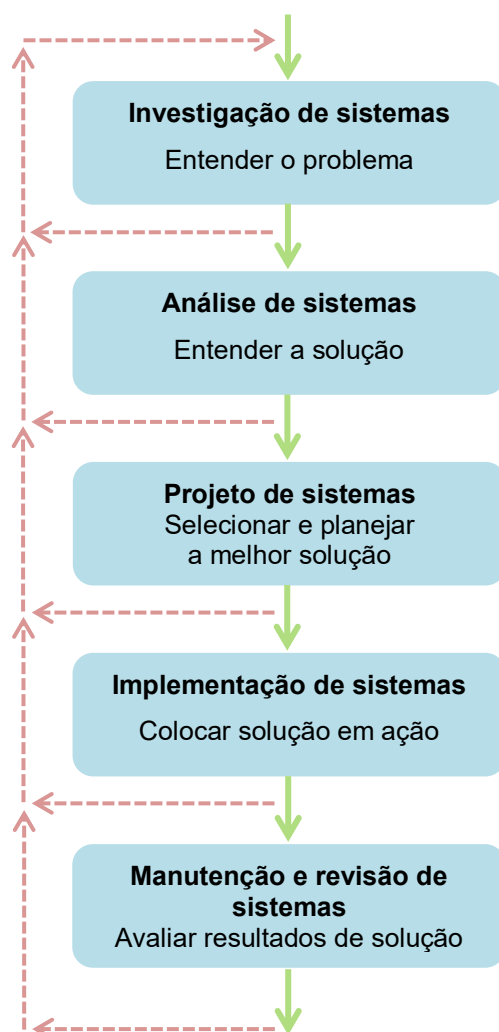 Investigação de sistemas
Entender o problema
Análise de sistemas
Entender a solução
Projeto de sistemas
Selecionar e planejar
a melhor solução
Implementação de sistemas
Colocar solução em ação
Manutenção e revisão de
sistemas
Avaliar resultados de solução